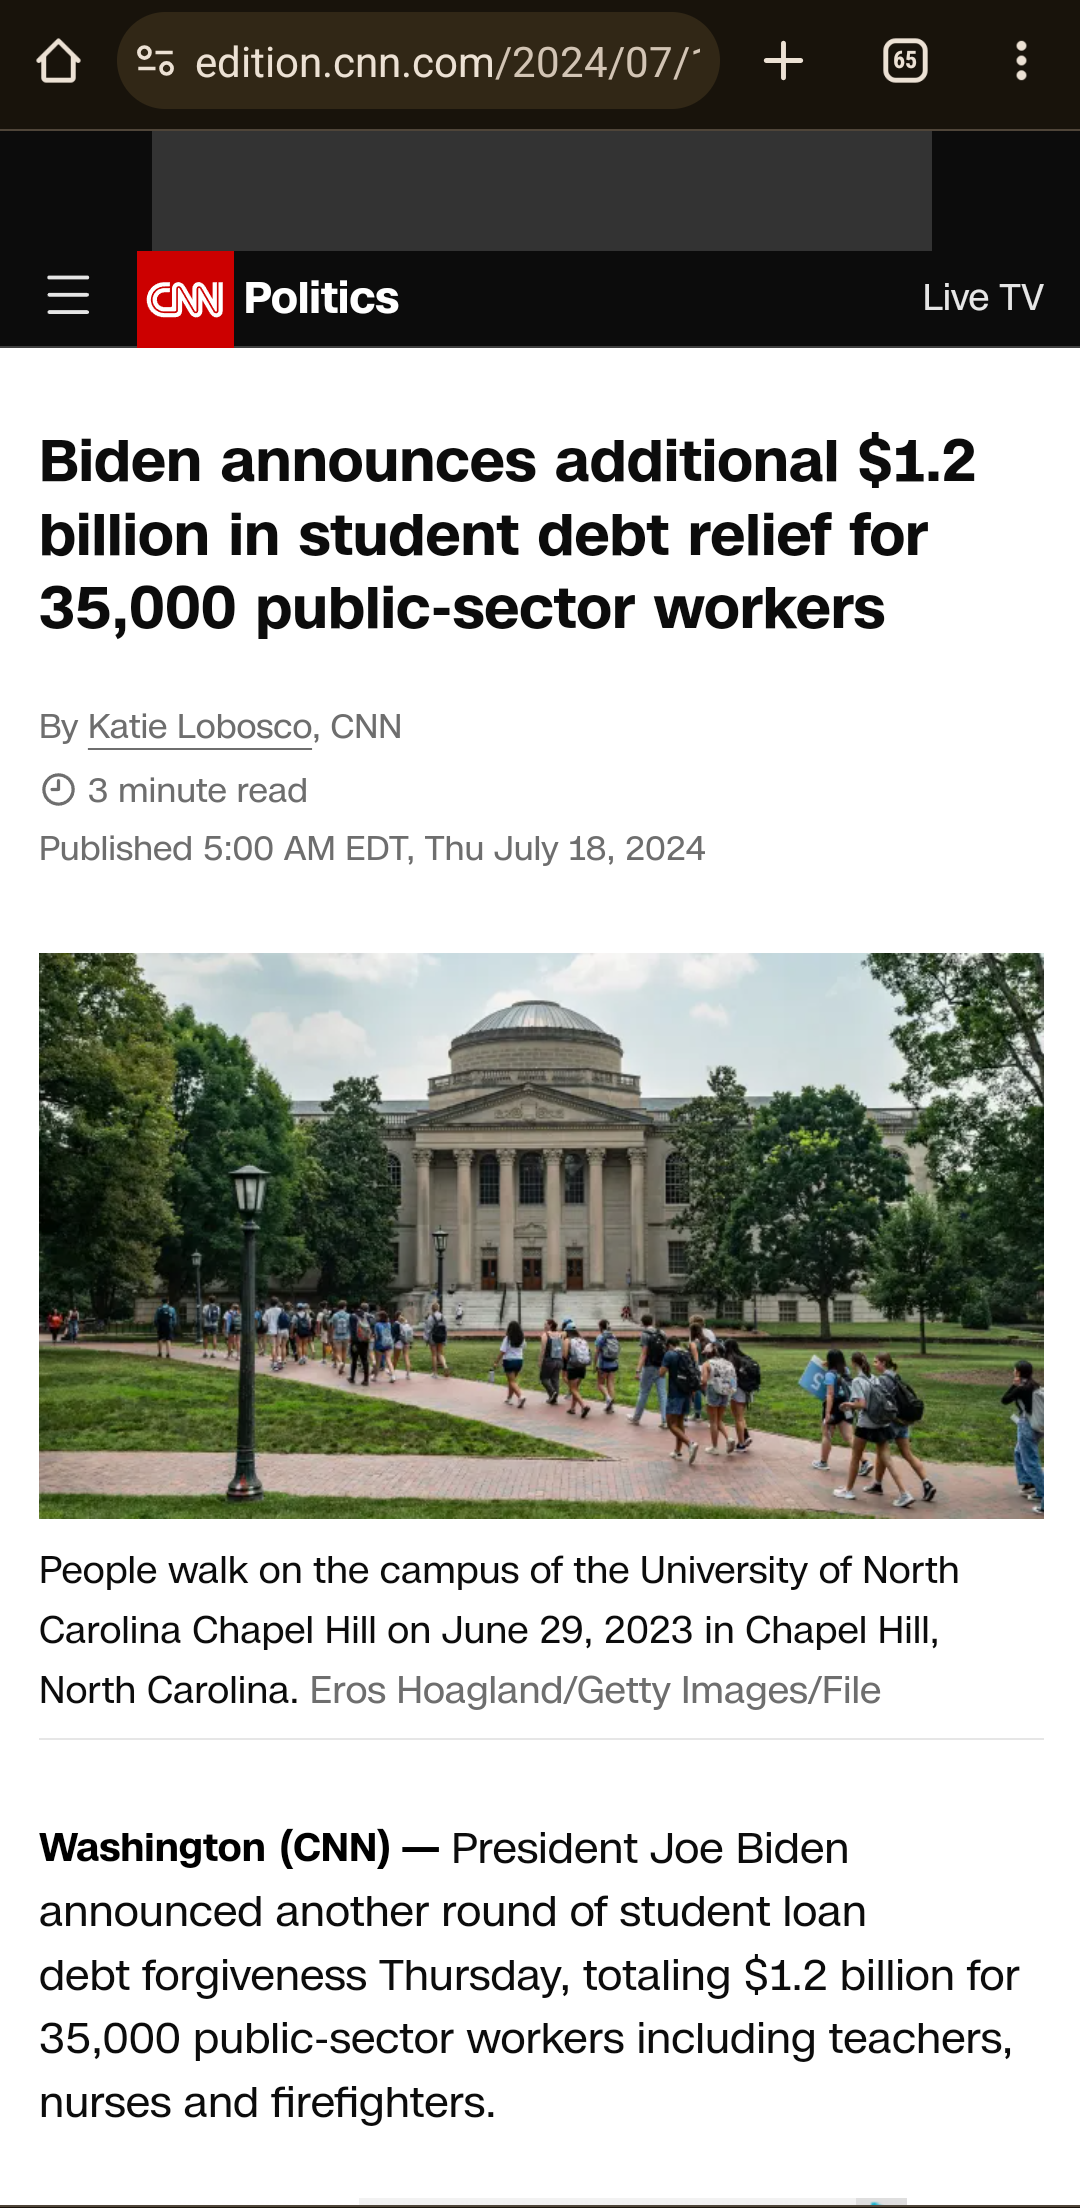 edition.cnn.com/2024/07/
65
CNN Politics
Live TV
Biden announces additional $1.2
billion in student debt relief for
35,000 public-sector workers
By Katie Lobosco, CNN
3 minute read
Published 5:00 AM EDT, Thu July 18, 2024
People walk on the campus of the University of North
Carolina Chapel Hill on June 29, 2023 in Chapel Hill,
North Carolina. Eros Hoagland/Getty Images/File
Washington (CNN) — President Joe Biden
announced another round of student loan
debt forgiveness Thursday, totaling $1.2 billion for
35,000 public-sector workers including teachers,
nurses and firefighters.